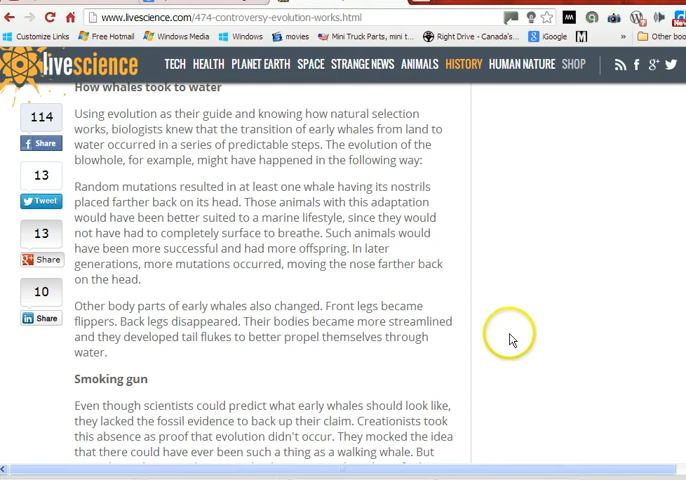 www.livescience.com/474-controversy-evolution-works.html
Customize Links Free Hotmail Windows Media Windows movies Mini Truck Parts, mini t... Right Drive - Canada's... iGoogle M » Other boo
livescience TECH HEALTH PLANET EARTH SPACE STRANGE NEWS ANIMALS HISTORY HUMAN NATURE SHOP
How whales took to water
114
Share
13
Tweet
13
Share
10
Share
Using evolution as their guide and knowing how natural selection
works, biologists knew that the transition of early whales from land to
water occurred in a series of predictable steps. The evolution of the
blowhole, for example, might have happened in the following way:
Random mutations resulted in at least one whale having its nostrils
placed farther back on its head. Those animals with this adaptation
would have been better suited to a marine lifestyle, since they would
not have had to completely surface to breathe. Such animals would
have been more successful and had more offspring. In later
generations, more mutations occurred, moving the nose farther back
on the head.
Other body parts of early whales also changed. Front legs became
flippers. Back legs disappeared. Their bodies became more streamlined
and they developed tail flukes to better propel themselves through
water.
Smoking gun
Even though scientists could predict what early whales should look like,
they lacked the fossil evidence to back up their claim. Creationists took
this absence as proof that evolution didn't occur. They mocked the idea
that there could have ever been such a thing as a walking whale. But